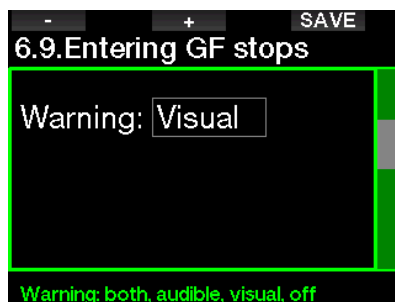 - + SAVE
6.9.Entering GF stops
Warning: Visual
Warning: both, audible, visual, off